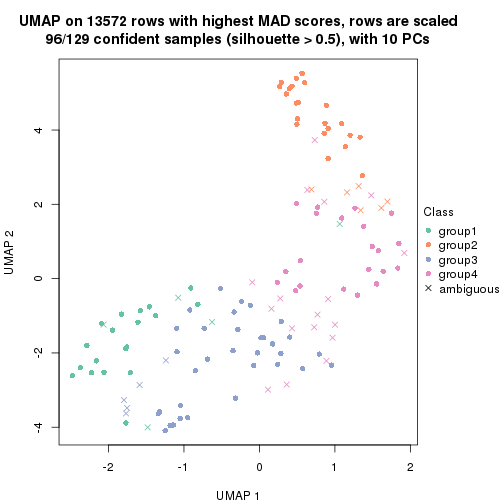 UMAP on 13572 rows with highest MAD scores, rows are scaled
96/129 confident samples (silhouette > 0.5), with 10 PCs
4
2
0
-2
-4
UMAP 2
-2
-1
0
1
2
UMAP 1
Class
group1
group2
group3
group4
ambiguous